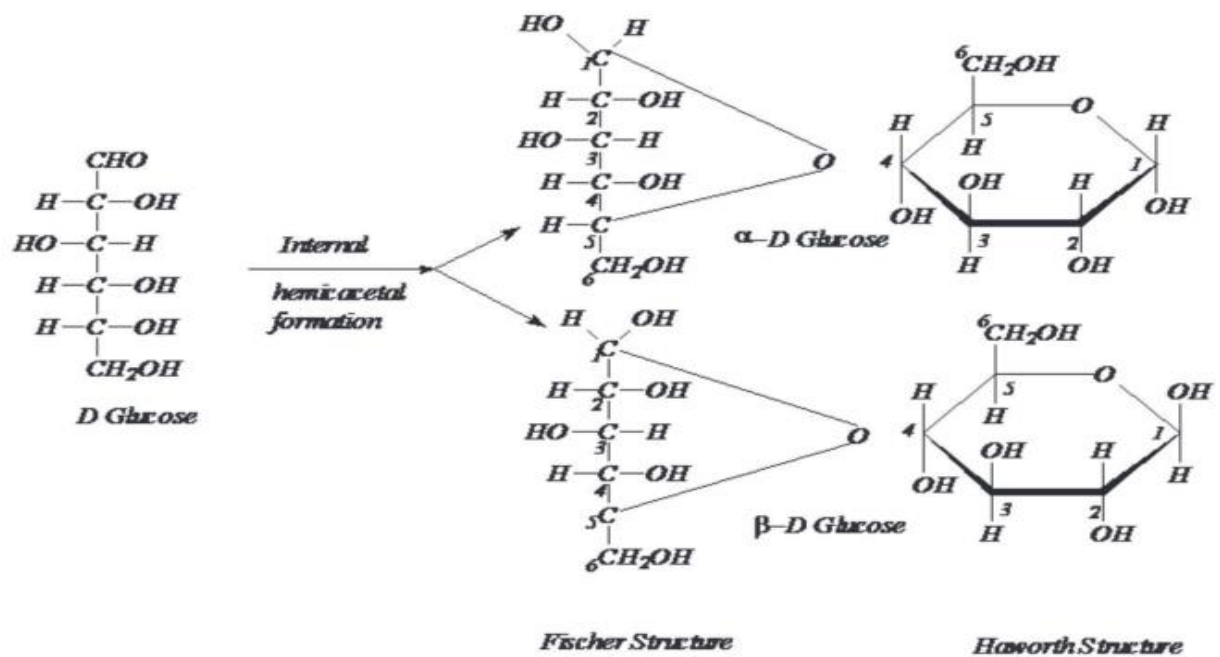 CHO
H—C—OH
HO—C—H
H—C—OH
H—C—OH
CH₂OH
D Glucose
Internal
hemicacetal
formation
HO H
1C
H—C—OH
2
HO—C—H
3
H—C—OH
4
H—C
5
6CH₂OH
O
α–D Glucose
6CH₂OH
5
O
H
H
H
4
1
OH
H
OH
OH
3
2
H
OH
H OH
1C
H—C—OH
2
HO—C—H
3
H—C—OH
4
5C
6CH₂OH
O
β–D Glucose
6CH₂OH
5
O
H
OH
H
4
1
OH
H
OH
H
3
2
H
OH
Fischer Structure
Haworth Structure